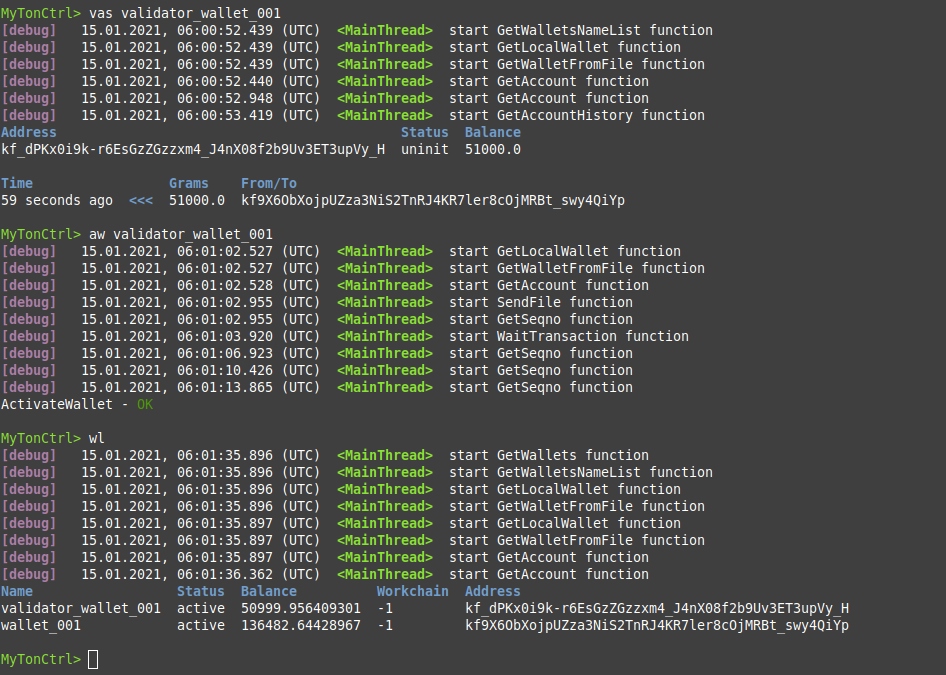 MyTonCtrl> vas validator_wallet_001
[debug] 15.01.2021, 06:00:52.439 (UTC) <MainThread> start GetWalletsNameList function
[debug] 15.01.2021, 06:00:52.439 (UTC) <MainThread> start GetLocalWallet function
[debug] 15.01.2021, 06:00:52.439 (UTC) <MainThread> start GetWalletFromFile function
[debug] 15.01.2021, 06:00:52.440 (UTC) <MainThread> start GetAccount function
[debug] 15.01.2021, 06:00:52.948 (UTC) <MainThread> start GetAccount function
[debug] 15.01.2021, 06:00:53.419 (UTC) <MainThread> start GetAccountHistory function
Address Status Balance
kf_dPKx0i9k-r6EsGzZGzzxm4_J4nX08f2b9Uv3ET3upVy_H uninit 51000.0
Time Grams From/To
59 seconds ago <<< 51000.0 kf9X6ObXojpUZza3NiS2TnRJ4KR7ler8cOjMRBt_swy4QiYp
MyTonCtrl> aw validator_wallet_001
[debug] 15.01.2021, 06:01:02.527 (UTC) <MainThread> start GetLocalWallet function
[debug] 15.01.2021, 06:01:02.527 (UTC) <MainThread> start GetWalletFromFile function
[debug] 15.01.2021, 06:01:02.528 (UTC) <MainThread> start GetAccount function
[debug] 15.01.2021, 06:01:02.955 (UTC) <MainThread> start SendFile function
[debug] 15.01.2021, 06:01:02.955 (UTC) <MainThread> start GetSeqno function
[debug] 15.01.2021, 06:01:03.920 (UTC) <MainThread> start WaitTransaction function
[debug] 15.01.2021, 06:01:06.923 (UTC) <MainThread> start GetSeqno function
[debug] 15.01.2021, 06:01:10.426 (UTC) <MainThread> start GetSeqno function
[debug] 15.01.2021, 06:01:13.865 (UTC) <MainThread> start GetSeqno function
ActivateWallet - OK
MyTonCtrl> wl
[debug] 15.01.2021, 06:01:35.896 (UTC) <MainThread> start GetWallets function
[debug] 15.01.2021, 06:01:35.896 (UTC) <MainThread> start GetWalletsNameList function
[debug] 15.01.2021, 06:01:35.896 (UTC) <MainThread> start GetLocalWallet function
[debug] 15.01.2021, 06:01:35.896 (UTC) <MainThread> start GetWalletFromFile function
[debug] 15.01.2021, 06:01:35.897 (UTC) <MainThread> start GetLocalWallet function
[debug] 15.01.2021, 06:01:35.897 (UTC) <MainThread> start GetWalletFromFile function
[debug] 15.01.2021, 06:01:35.897 (UTC) <MainThread> start GetAccount function
[debug] 15.01.2021, 06:01:36.362 (UTC) <MainThread> start GetAccount function
Name Status Balance Workchain Address
validator_wallet_001 active 50999.956409301 -1 kf_dPKx0i9k-r6EsGzZGzzxm4_J4nX08f2b9Uv3ET3upVy_H
wallet_001 active 136482.64428967 -1 kf9X6ObXojpUZza3NiS2TnRJ4KR7ler8cOjMRBt_swy4QiYp
MyTonCtrl>